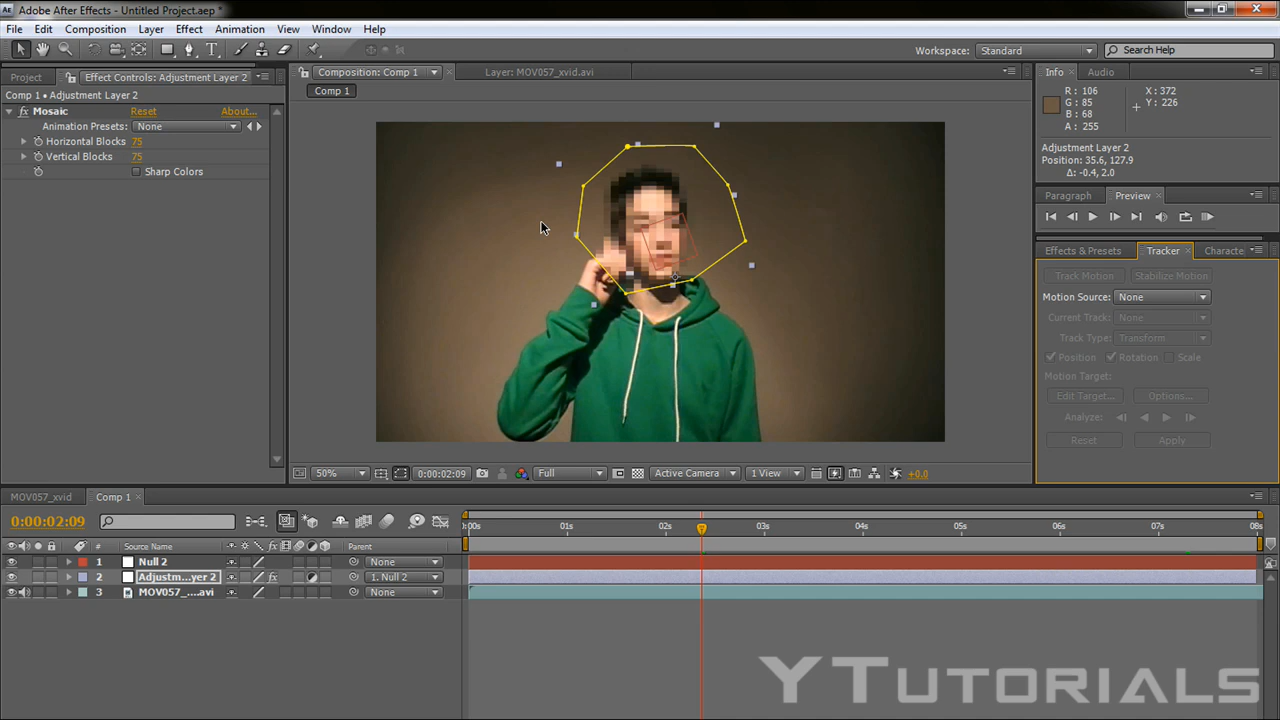 Adobe After Effects - Untitled Project.aep *
File Edit Composition Layer Effect Animation View Window Help
Workspace: Standard Search Help
Project Effect Controls: Adjustment Layer 2
Composition: Comp 1 Layer: MOV057_xvid.avi
Info Audio
Comp 1 • Adjustment Layer 2
Comp 1
fx Mosaic Reset About...
Animation Presets: None
Horizontal Blocks 75
Vertical Blocks 75
Sharp Colors
R : 106 X : 372
G : 85 Y : 226
B : 68
A : 255
Adjustment Layer 2
Position: 35.6, 127.9
Δ: -0.4, 2.0
Paragraph Preview
Effects & Presets Tracker Characte
Track Motion Stabilize Motion
Motion Source: None
Current Track: None
Track Type: Transform
Position Rotation Scale
Motion Target:
Edit Target... Options...
Analyze:
Reset Apply
50% 0:00:02:09 Full Active Camera 1 View +0.0
MOV057_xvid Comp 1
0:00:02:09
:00s 01s 02s 03s 04s 05s 06s 07s 08s
# Source Name fx Parent
1 Null 2 None
2 Adjustm...yer 2 fx 1. Null 2
3 MOV057_....avi None
YTUTORIALS